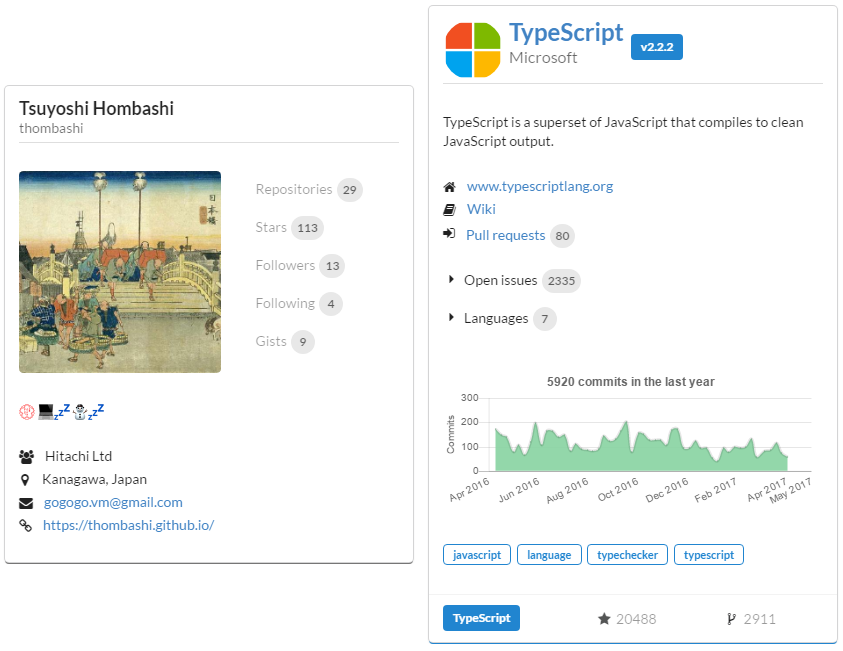 Tsuyoshi Hombashi
thombashi
日本橋
Repositories 29
Stars 113
Followers 13
Following 4
Gists 9
Hitachi Ltd
Kanagawa, Japan
gogogo.vm@gmail.com
https://thombashi.github.io/
TypeScript v2.2.2
Microsoft
TypeScript is a superset of JavaScript that compiles to clean
JavaScript output.
www.typescriptlang.org
Wiki
Pull requests 80
Open issues 2335
Languages 7
5920 commits in the last year
Commits
300
200
100
0
Apr 2016 Jun 2016 Aug 2016 Oct 2016 Dec 2016 Feb 2017 Apr 2017 May 2017
javascript language typechecker typescript
TypeScript 20488 2911